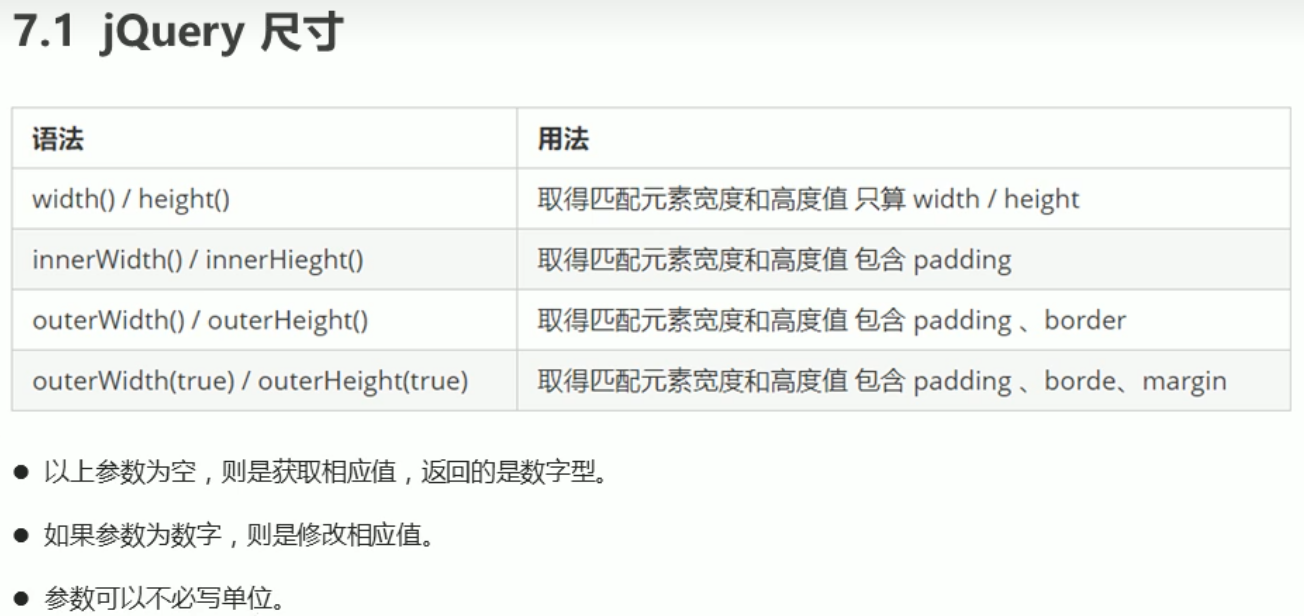 7.1 jQuery 尺寸
语法 用法
width() / height() 取得匹配元素宽度和高度值 只算 width / height
innerWidth() / innerHieght() 取得匹配元素宽度和高度值 包含 padding
outerWidth() / outerHeight() 取得匹配元素宽度和高度值 包含 padding 、border
outerWidth(true) / outerHeight(true) 取得匹配元素宽度和高度值 包含 padding 、borde、margin
● 以上参数为空，则是获取相应值，返回的是数字型。
● 如果参数为数字，则是修改相应值。
● 参数可以不必写单位。